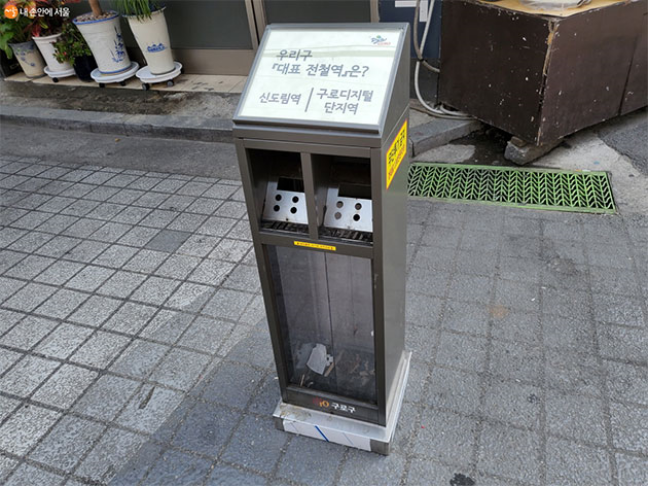 내 손안에 서울
우리구
『대표 전철역』은?
신도림역 | 구로디지털
단지역
구로구